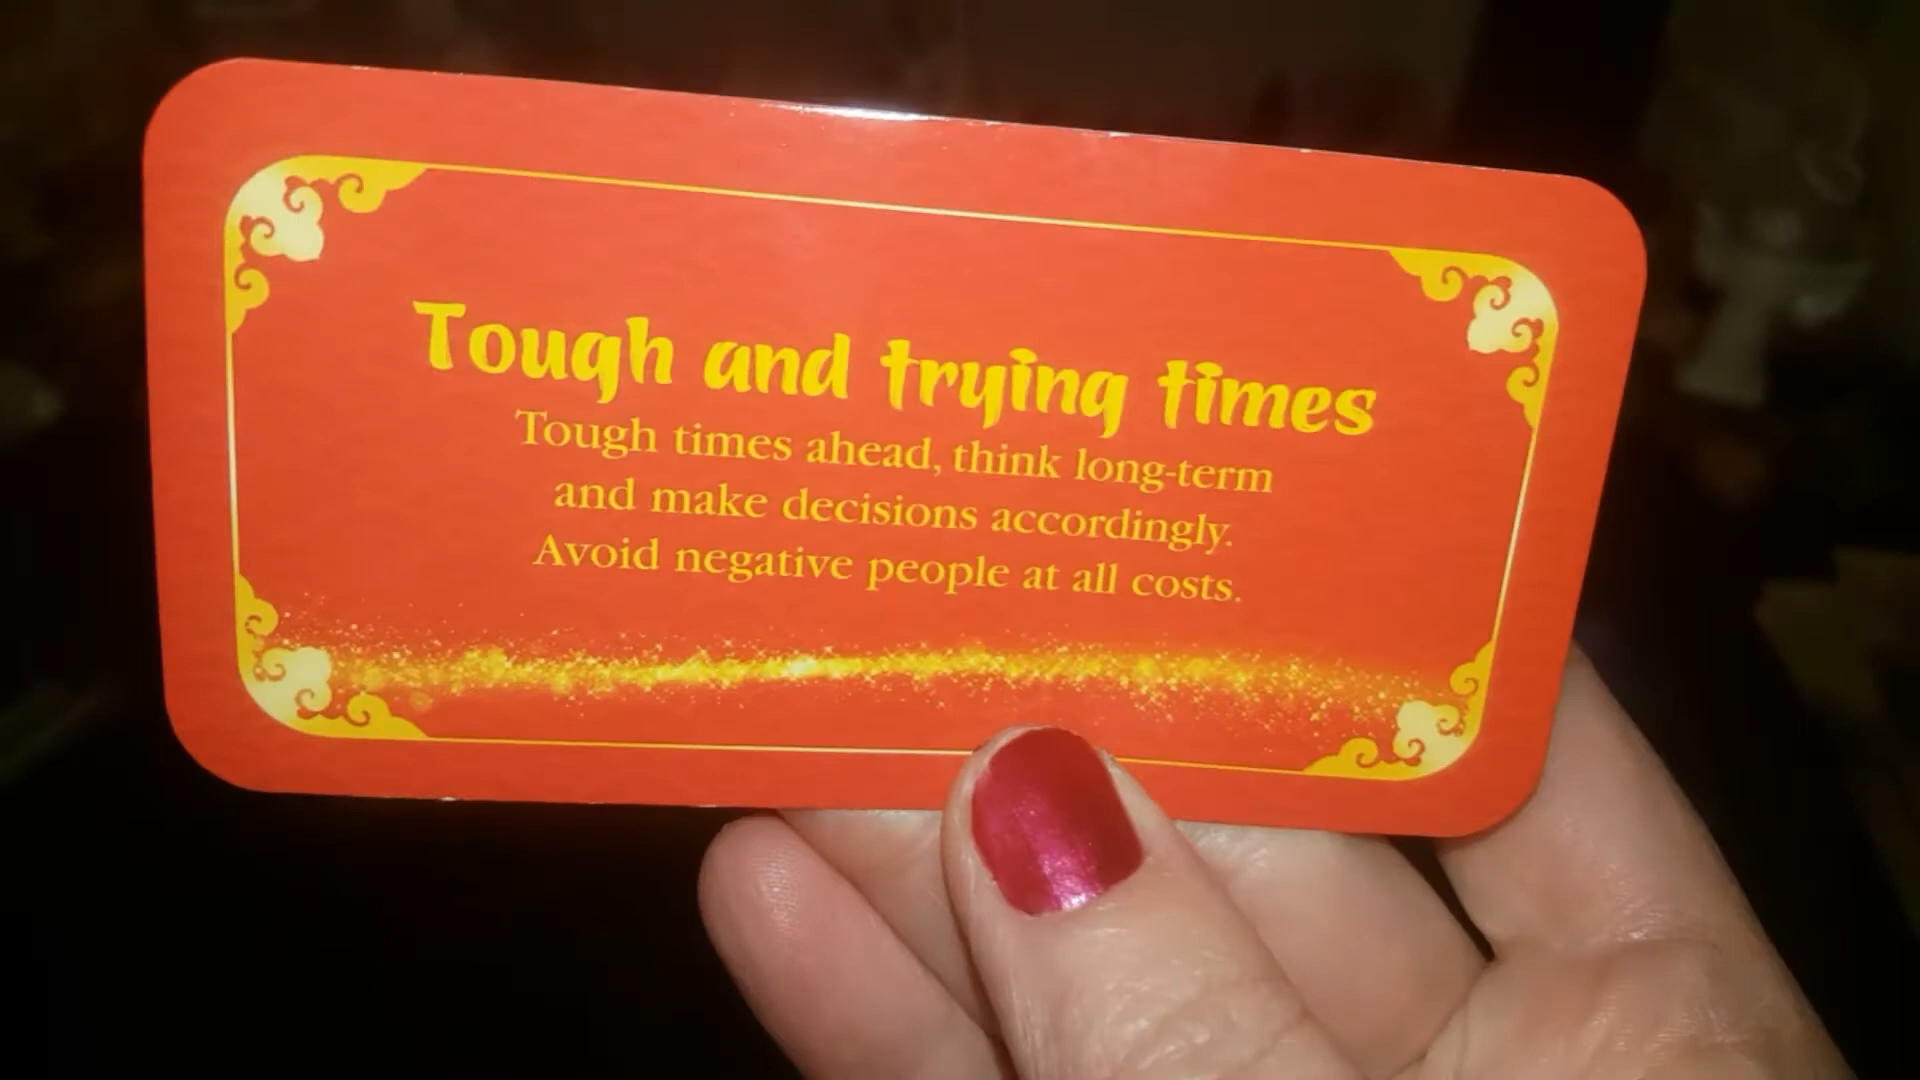 Tough and trying times
Tough times ahead, think long-term
and make decisions accordingly.
Avoid negative people at all costs.